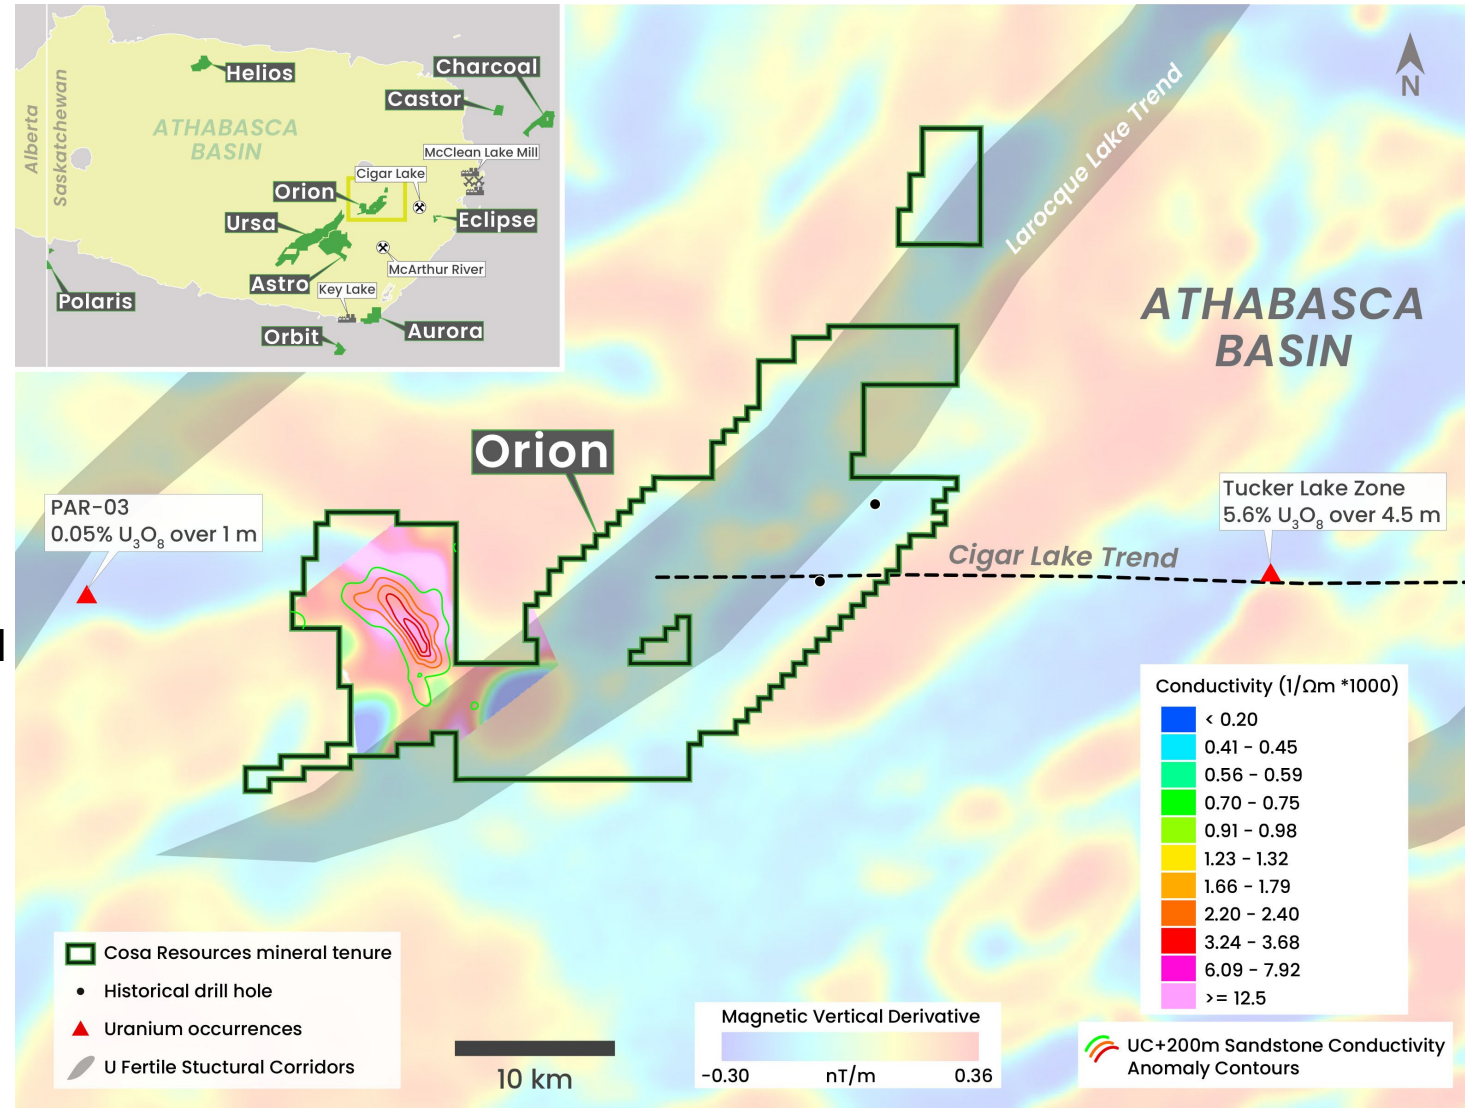 Alberta
Saskatchewan
Helios
ATHABASCA
BASIN
Charcoal
Castor
McClean Lake Mill
Cigar Lake
Orion
Ursa
Eclipse
McArthur River
Astro
Key Lake
Polaris
Aurora
Orbit
N
Larocque Lake Trend
ATHABASCA
BASIN
Orion
PAR-03
0.05% U3O8 over 1 m
Tucker Lake Zone
5.6% U3O8 over 4.5 m
Cigar Lake Trend
Conductivity (1/Ωm *1000)
< 0.20
0.41 - 0.45
0.56 - 0.59
0.70 - 0.75
0.91 - 0.98
1.23 - 1.32
1.66 - 1.79
2.20 - 2.40
3.24 - 3.68
6.09 - 7.92
>= 12.5
UC+200m Sandstone Conductivity
Anomaly Contours
Cosa Resources mineral tenure
Historical drill hole
Uranium occurrences
U Fertile Stuctural Corridors
10 km
Magnetic Vertical Derivative
-0.30 nT/m 0.36